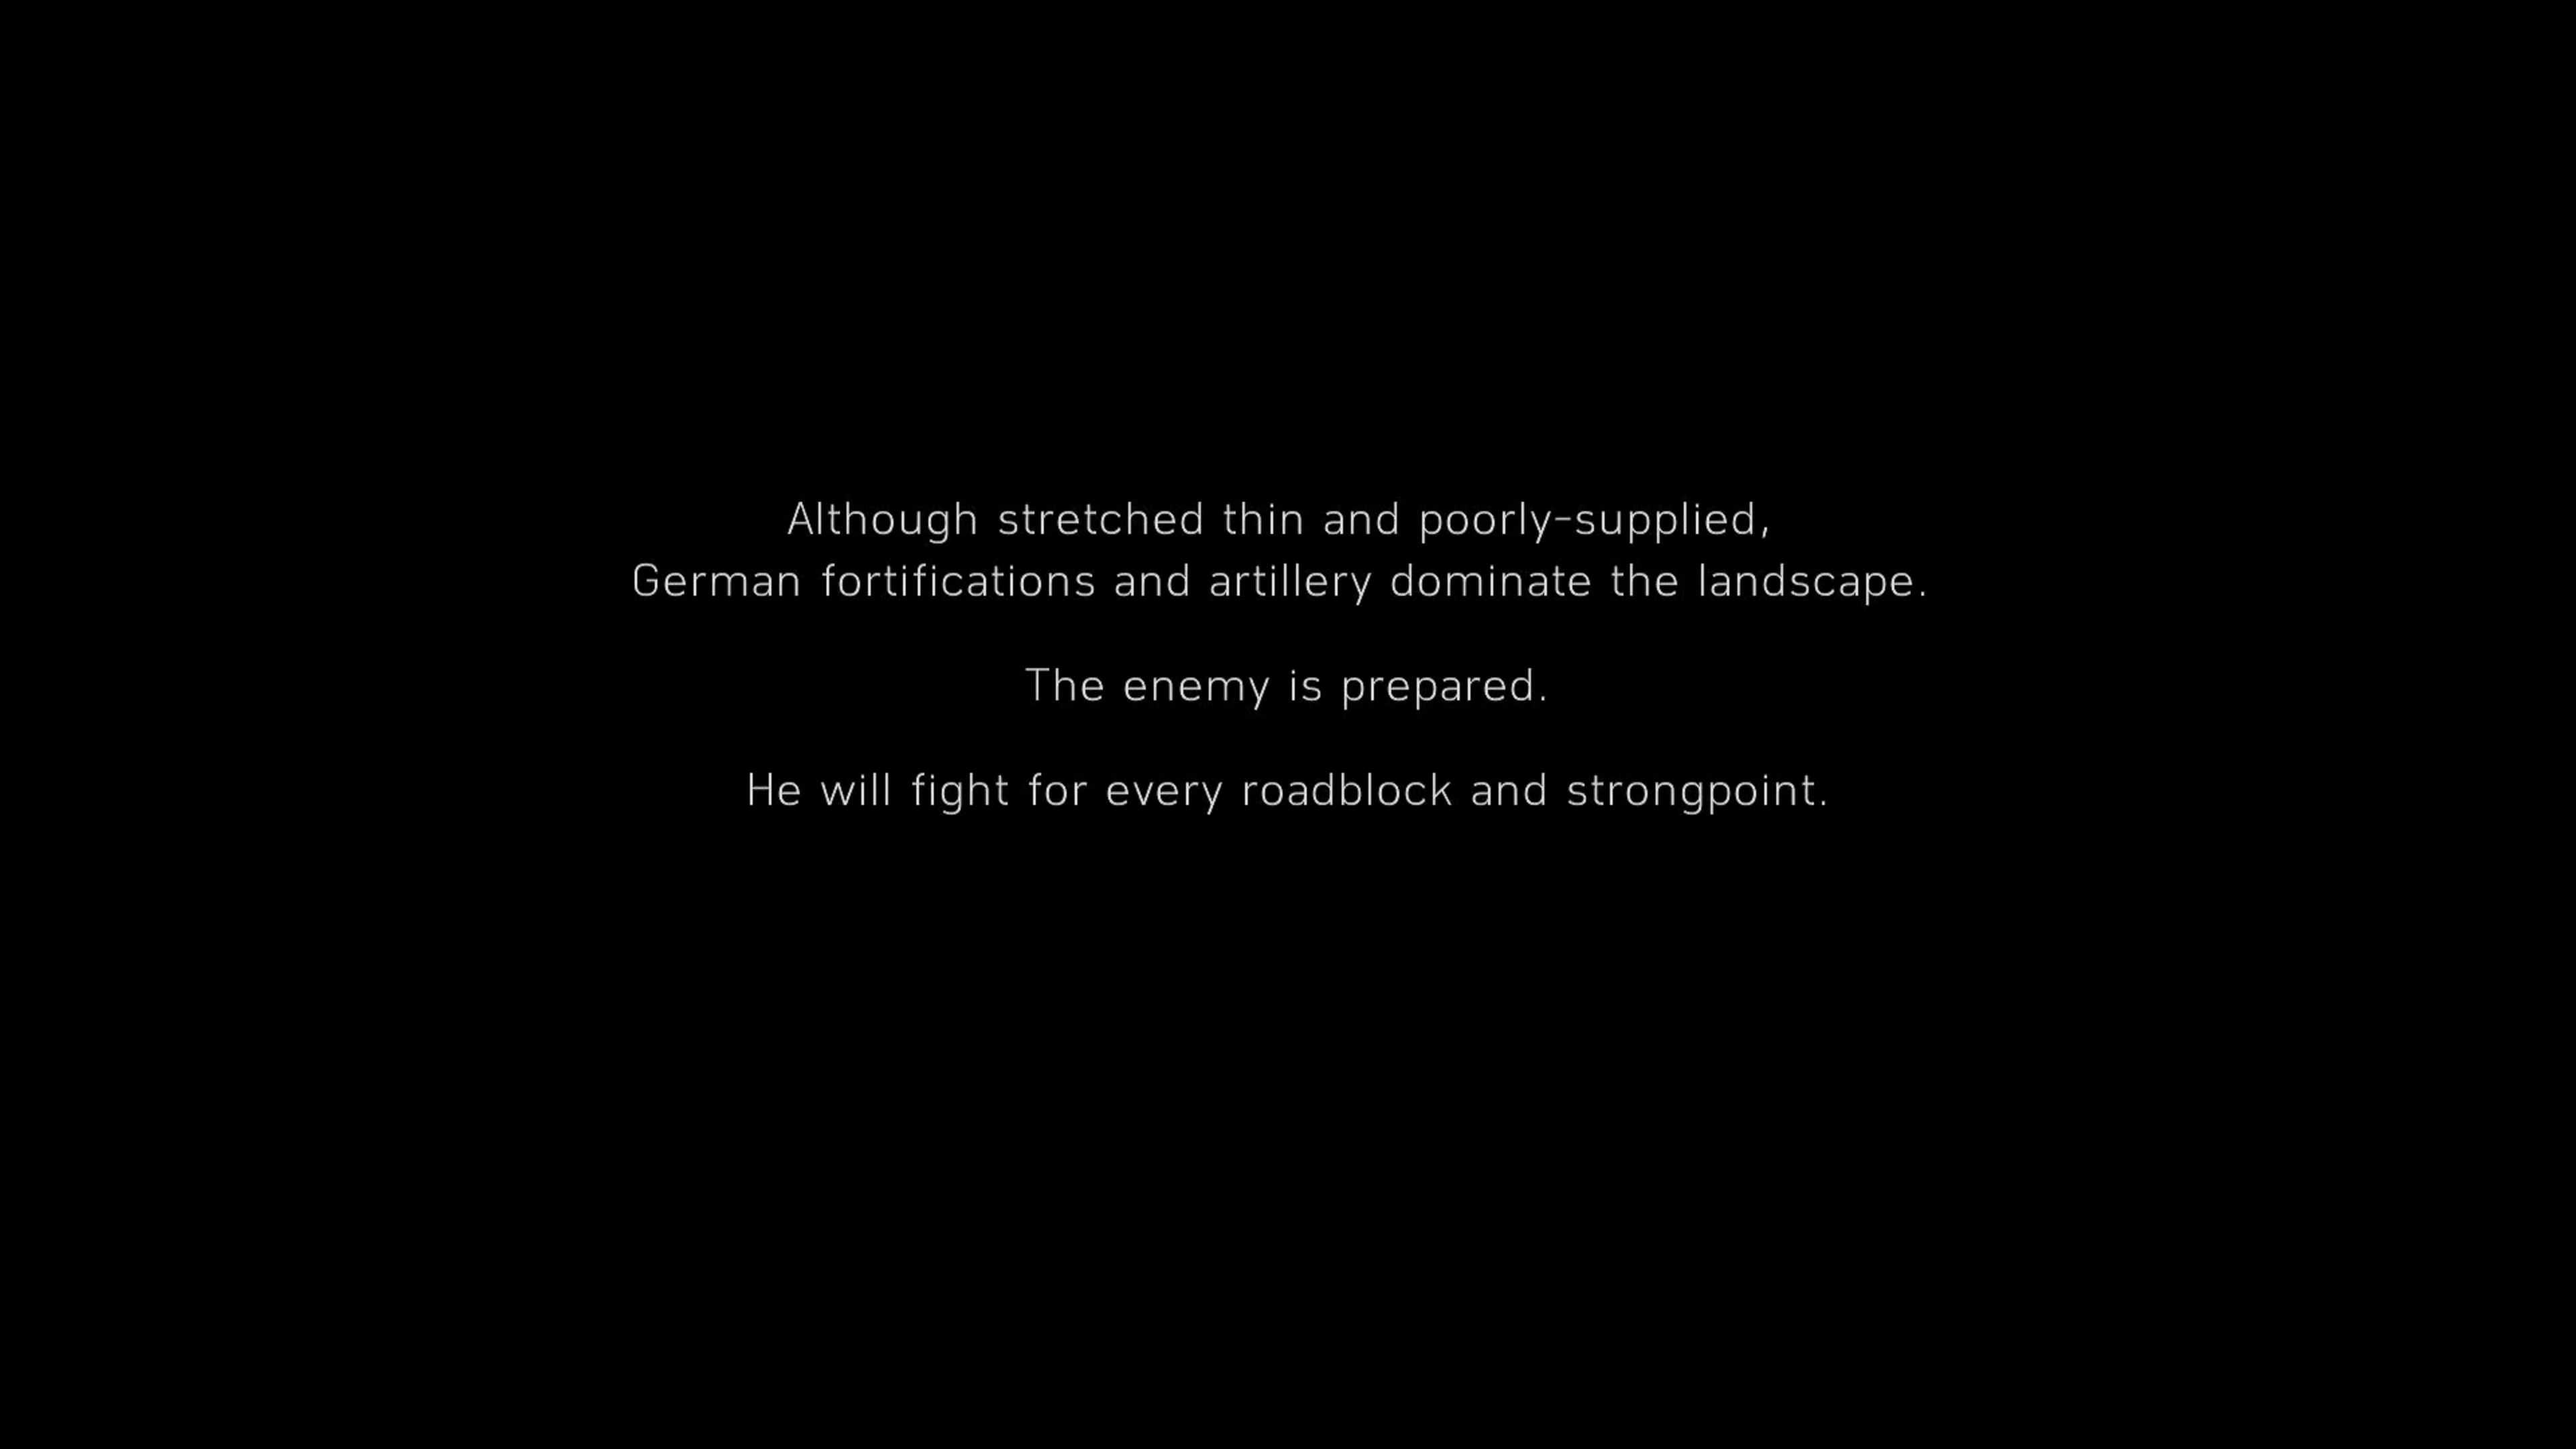 Although stretched thin and poorly-supplied,
German fortifications and artillery dominate the landscape.
The enemy is prepared.
He will fight for every roadblock and strongpoint.